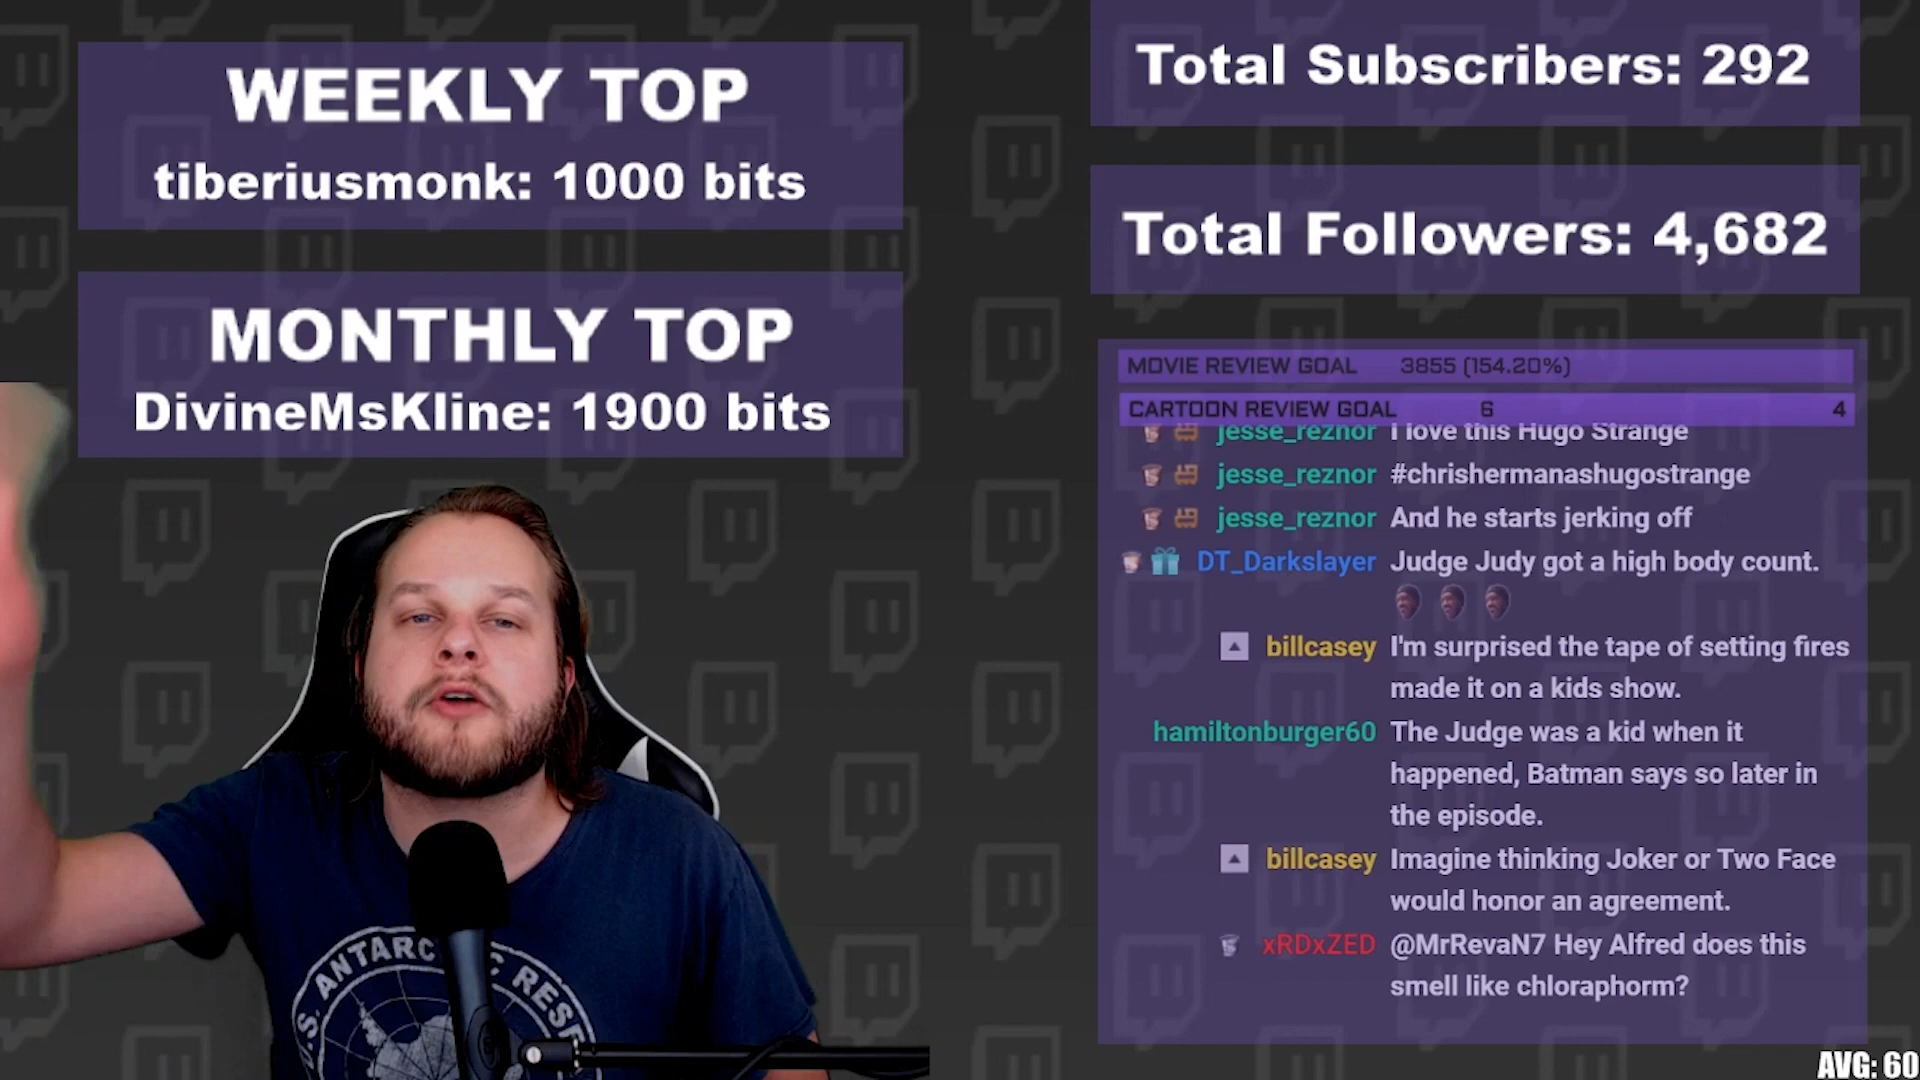 WEEKLY TOP
tiberiusmonk: 1000 bits
MONTHLY TOP
DivineMsKline: 1900 bits
Total Subscribers: 292
Total Followers: 4,682
MOVIE REVIEW GOAL 3855 (154.20%)
CARTOON REVIEW GOAL 6 4
jesse_reznor I love this Hugo Strange
jesse_reznor #chrishermanashugostrange
jesse_reznor And he starts jerking off
DT_Darkslayer Judge Judy got a high body count.
billcasey I'm surprised the tape of setting fires
made it on a kids show.
hamiltonburger60 The Judge was a kid when it
happened, Batman says so later in
the episode.
billcasey Imagine thinking Joker or Two Face
would honor an agreement.
xRDxZED @MrRevaN7 Hey Alfred does this
smell like chloraphorm?
AVG: 60